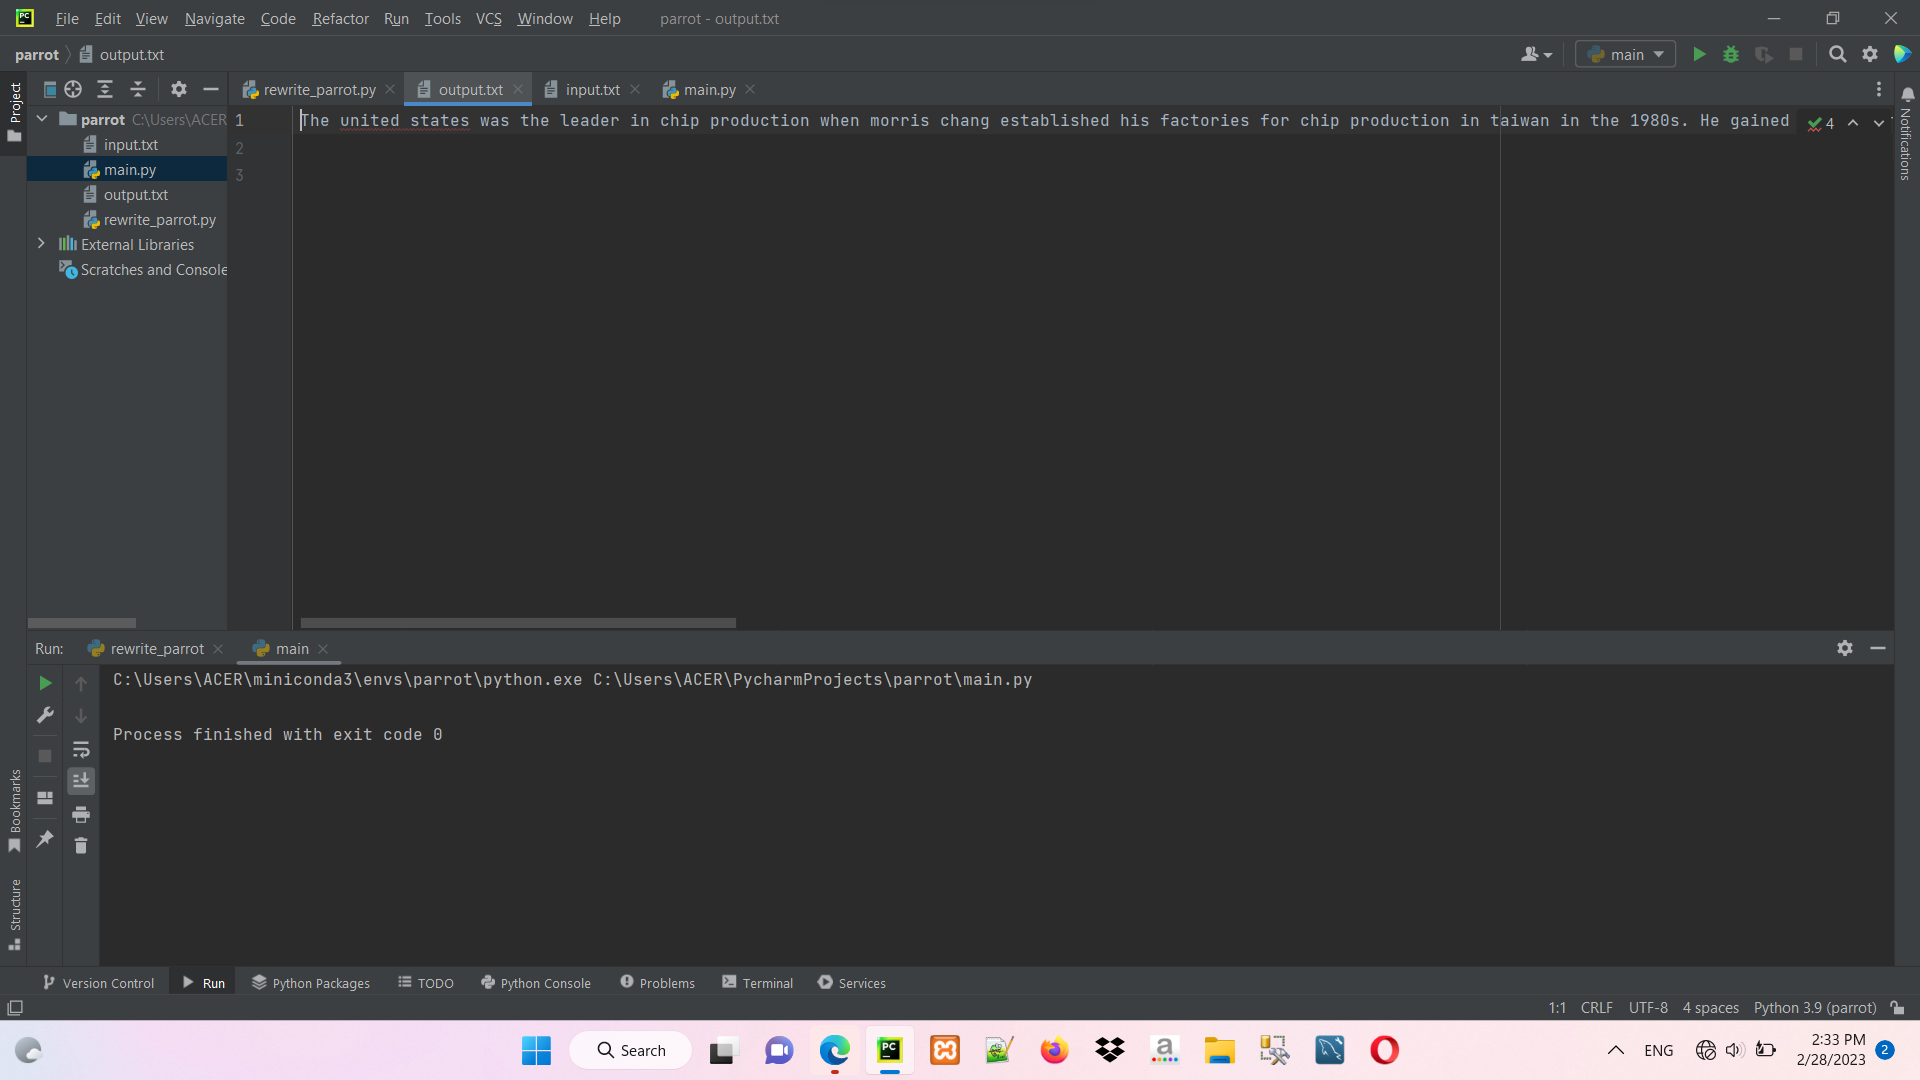 File Edit View Navigate Code Refactor Run Tools VCS Window Help parrot - output.txt
parrot output.txt main
Project
rewrite_parrot.py output.txt input.txt main.py
parrot C:\Users\ACER
input.txt
main.py
output.txt
rewrite_parrot.py
External Libraries
Scratches and Console
1 The united states was the leader in chip production when morris chang established his factories for chip production in taiwan in the 1980s. He gained 4
2
3
Notifications
Run: rewrite_parrot main
C:\Users\ACER\miniconda3\envs\parrot\python.exe C:\Users\ACER\PycharmProjects\parrot\main.py
Process finished with exit code 0
Bookmarks
Structure
Version Control Run Python Packages TODO Python Console Problems Terminal Services
1:1 CRLF UTF-8 4 spaces Python 3.9 (parrot)
Search ENG 2:33 PM
2/28/2023 2